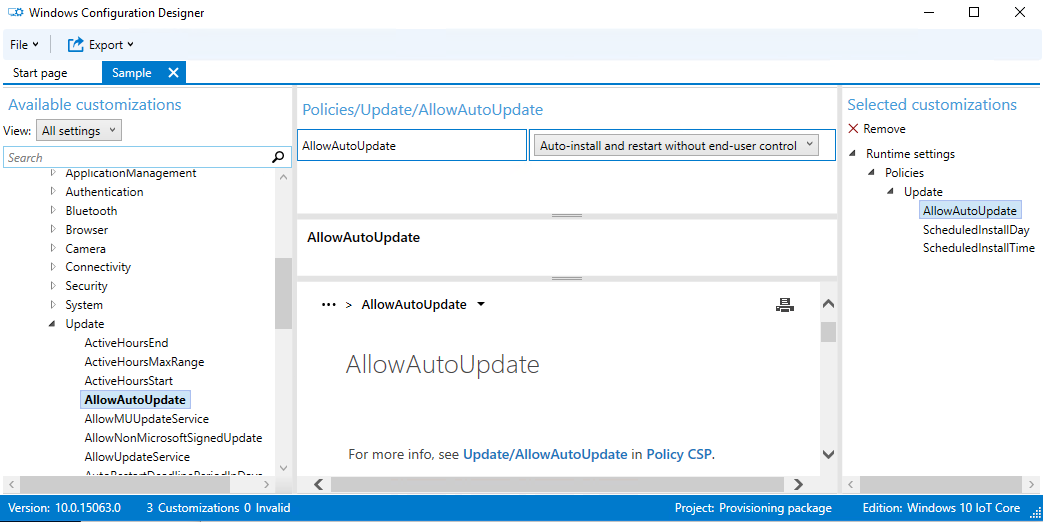 Windows Configuration Designer
File Export
Start page Sample
Available customizations
View: All settings
Search
ApplicationManagement
Authentication
Bluetooth
Browser
Camera
Connectivity
Security
System
Update
ActiveHoursEnd
ActiveHoursMaxRange
ActiveHoursStart
AllowAutoUpdate
AllowMUUpdateService
AllowNonMicrosoftSignedUpdate
AllowUpdateService
AutoRestartDeadlinePeriodInDays
Policies/Update/AllowAutoUpdate
AllowAutoUpdate Auto-install and restart without end-user control
AllowAutoUpdate
... > AllowAutoUpdate
AllowAutoUpdate
For more info, see Update/AllowAutoUpdate in Policy CSP.
Selected customizations
Remove
Runtime settings
Policies
Update
AllowAutoUpdate
ScheduledInstallDay
ScheduledInstallTime
Version: 10.0.15063.0 3 Customizations 0 Invalid Project: Provisioning package Edition: Windows 10 IoT Core